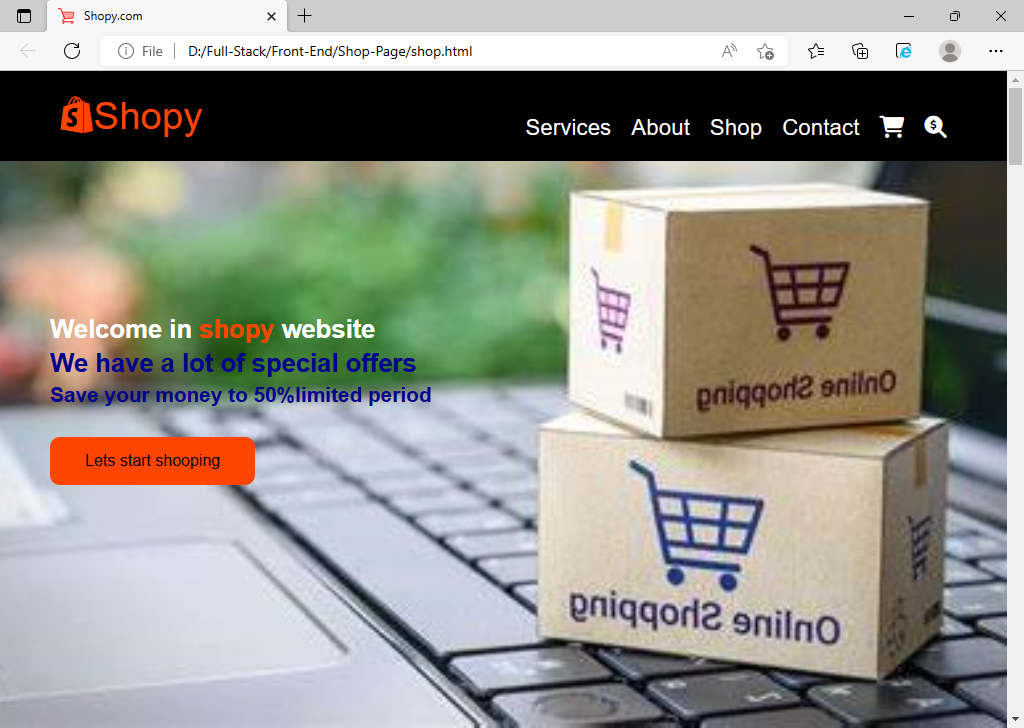 Shopy.com
File
D:/Full-Stack/Front-End/Shop-Page/shop.html
Shopy
Services About Shop Contact
Welcome in shopy website
We have a lot of special offers
Save your money to 50%limited period
Lets start shooping
Online Shopping
Online Shopping